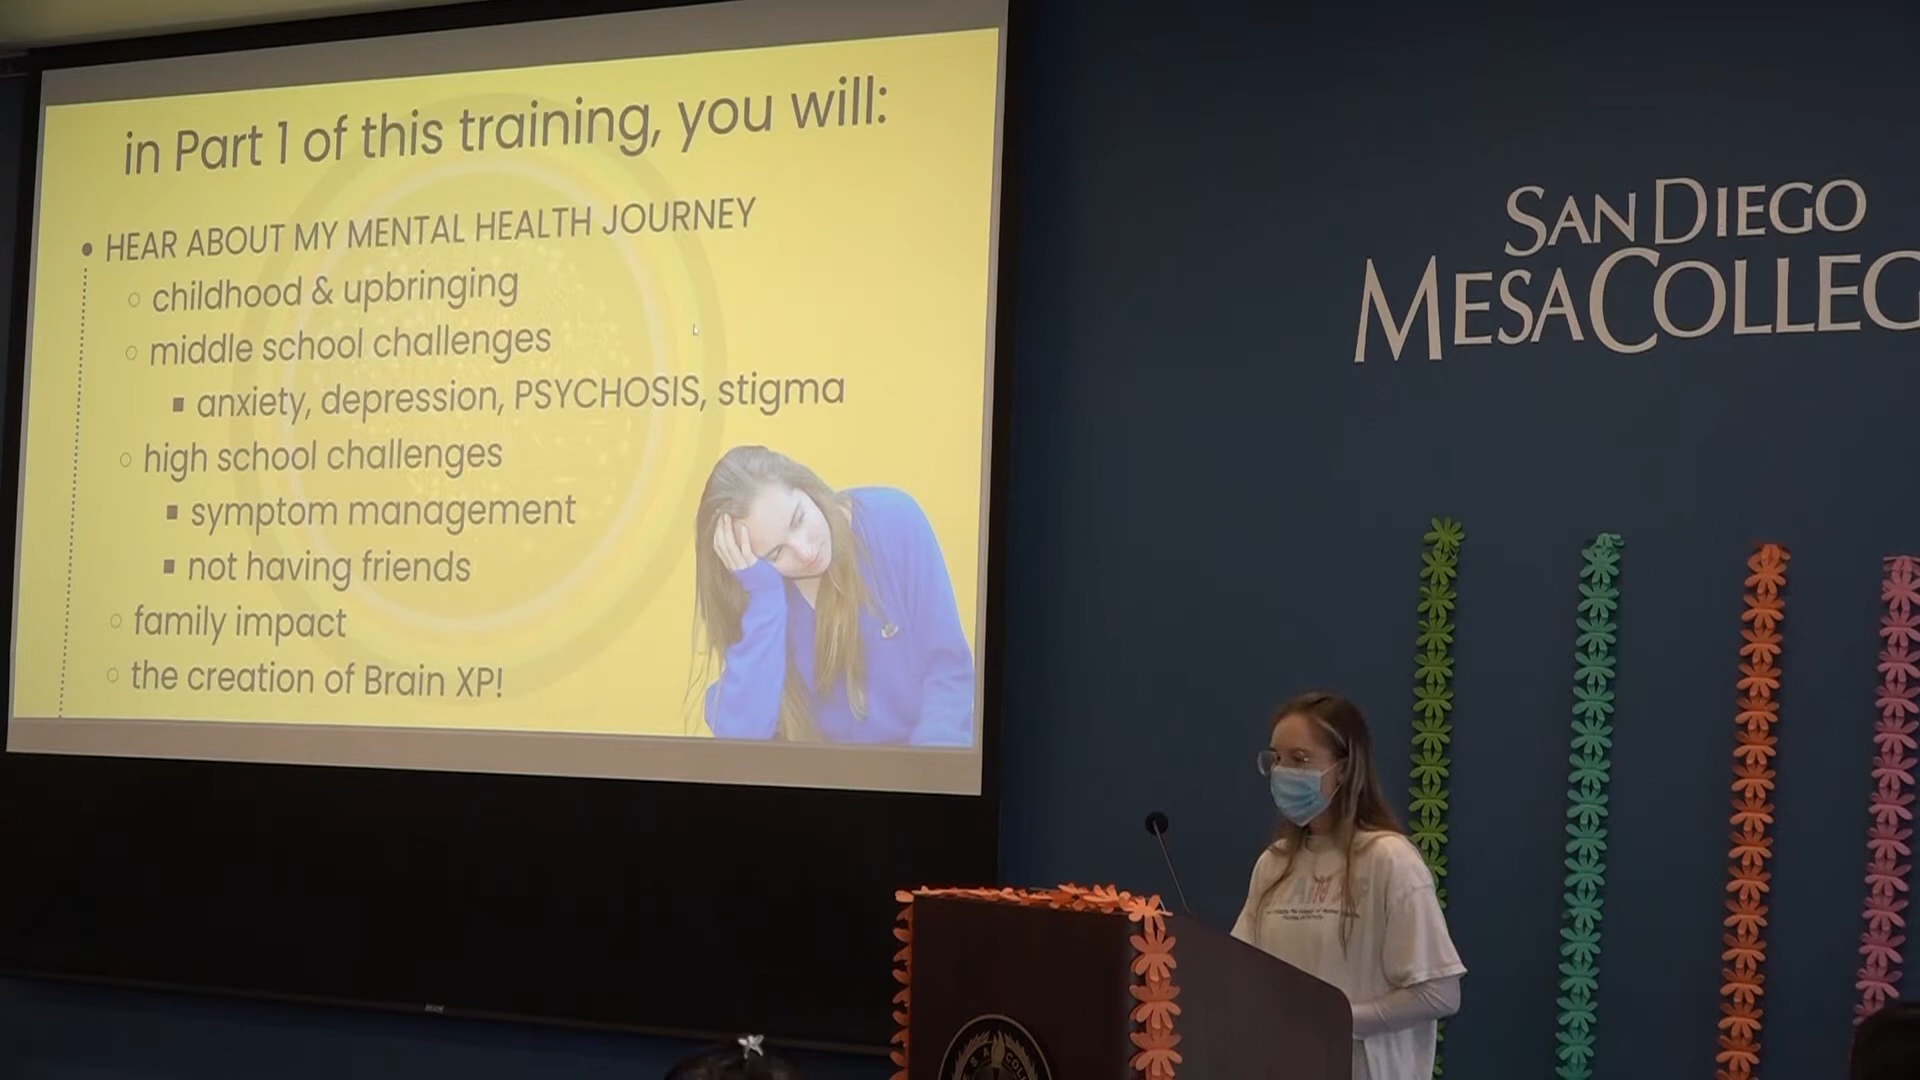 in Part 1 of this training, you will:
HEAR ABOUT MY MENTAL HEALTH JOURNEY
childhood & upbringing
middle school challenges
anxiety, depression, PSYCHOSIS, stigma
high school challenges
symptom management
not having friends
family impact
the creation of Brain XP!
SAN DIEGO
MESA COLLEG